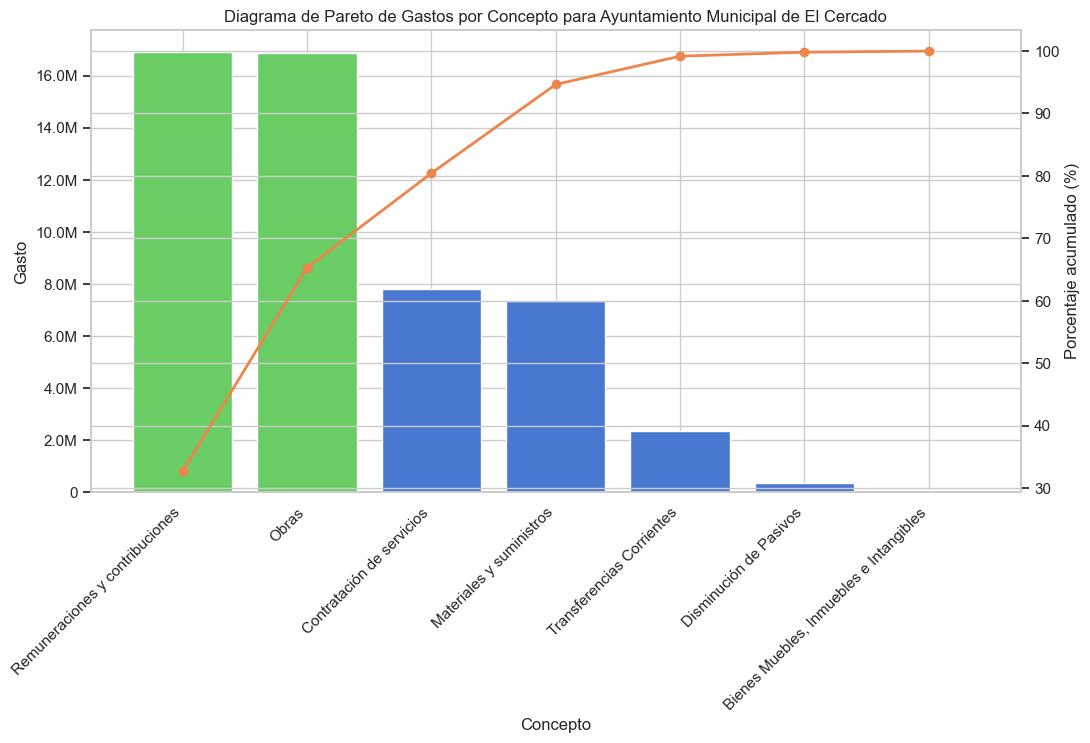 Diagrama de Pareto de Gastos por Concepto para Ayuntamiento Municipal de El Cercado
Gasto
16.0M
14.0M
12.0M
10.0M
8.0M
6.0M
4.0M
2.0M
0
100
90
80
70
60
50
40
30
Porcentaje acumulado (%)
Remuneraciones y contribuciones
Obras
Contratación de servicios
Materiales y suministros
Transferencias Corrientes
Disminución de Pasivos
Bienes Muebles, Inmuebles e Intangibles
Concepto